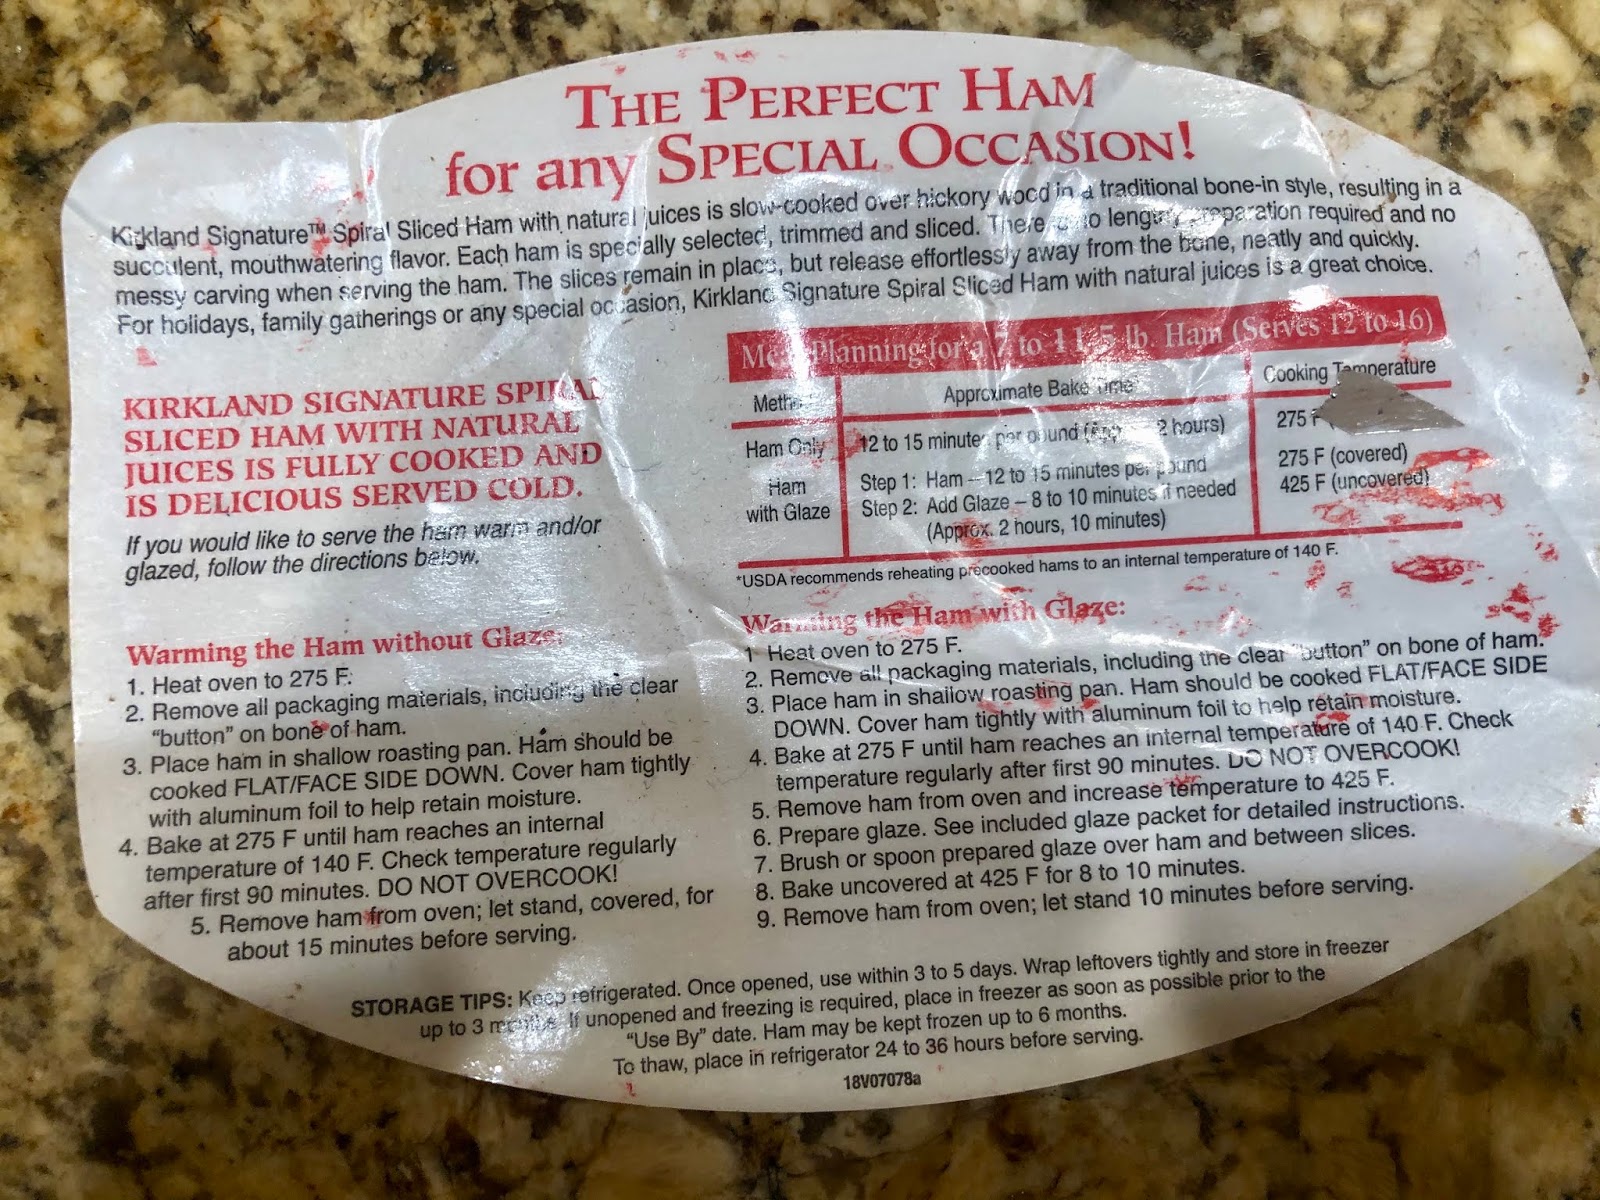 THE PERFECT HAM
for any SPECIAL OCCASION!
Kirkland Signature™ Spiral Sliced Ham with natural juices is slow-cooked over hickory wood in a traditional bone-in style, resulting in a
succulent, mouthwatering flavor. Each ham is specially selected, trimmed and sliced. There is no lengthy preparation required and no
messy carving when serving the ham. The slices remain in place, but release effortlessly away from the bone, neatly and quickly.
For holidays, family gatherings or any special occasion, Kirkland Signature Spiral Sliced Ham with natural juices is a great choice.
KIRKLAND SIGNATURE SPIRAL
SLICED HAM WITH NATURAL
JUICES IS FULLY COOKED AND
IS DELICIOUS SERVED COLD.
If you would like to serve the ham warm and/or
glazed, follow the directions below.
Meal Planning for a 7 to 11.5 lb. Ham (Serves 12 to 16)
Method Approximate Bake Time* Cooking Temperature
Ham Only 12 to 15 minutes per pound (Approx. 2 hours) 275 F
Ham with Glaze
Step 1: Ham – 12 to 15 minutes per pound 275 F (covered)
Step 2: Add Glaze – 8 to 10 minutes if needed 425 F (uncovered)
(Approx. 2 hours, 10 minutes)
*USDA recommends reheating precooked hams to an internal temperature of 140 F.
Warming the Ham without Glaze:
1. Heat oven to 275 F.
2. Remove all packaging materials, including the clear
"button" on bone of ham.
3. Place ham in shallow roasting pan. Ham should be
cooked FLAT/FACE SIDE DOWN. Cover ham tightly
with aluminum foil to help retain moisture.
4. Bake at 275 F until ham reaches an internal
temperature of 140 F. Check temperature regularly
after first 90 minutes. DO NOT OVERCOOK!
5. Remove ham from oven; let stand, covered, for
about 15 minutes before serving.
Warming the Ham with Glaze:
1 Heat oven to 275 F.
2. Remove all packaging materials, including the clear "button" on bone of ham.
3. Place ham in shallow roasting pan. Ham should be cooked FLAT/FACE SIDE
DOWN. Cover ham tightly with aluminum foil to help retain moisture.
4. Bake at 275 F until ham reaches an internal temperature of 140 F. Check
temperature regularly after first 90 minutes. DO NOT OVERCOOK!
5. Remove ham from oven and increase temperature to 425 F.
6. Prepare glaze. See included glaze packet for detailed instructions.
7. Brush or spoon prepared glaze over ham and between slices.
8. Bake uncovered at 425 F for 8 to 10 minutes.
9. Remove ham from oven; let stand 10 minutes before serving.
STORAGE TIPS: Keep refrigerated. Once opened, use within 3 to 5 days. Wrap leftovers tightly and store in freezer
up to 3 months. If unopened and freezing is required, place in freezer as soon as possible prior to the
"Use By" date. Ham may be kept frozen up to 6 months.
To thaw, place in refrigerator 24 to 36 hours before serving.
18V07078a